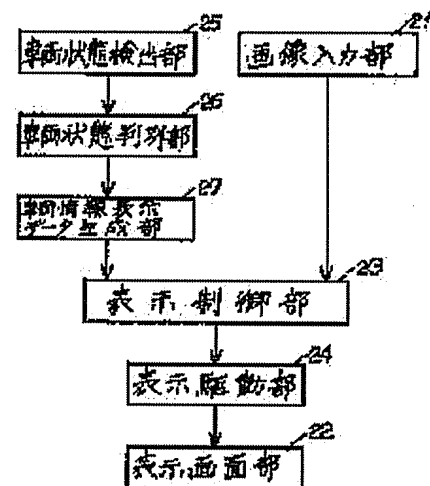 25
車両状態検出部
画像入力部
26
車両状態判別部
27
車両情報表示
データ生成部
23
表示制御部
24
表示駆動部
22
表示画面部